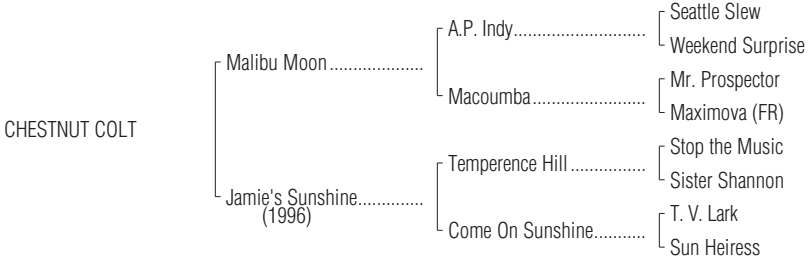 Seattle Slew
A.P. Indy
Weekend Surprise
Malibu Moon
Mr. Prospector
Macoumba
Maximova (FR)
CHESTNUT COLT
Stop the Music
Temperence Hill
Sister Shannon
Jamie's Sunshine
(1996)
T. V. Lark
Come On Sunshine
Sun Heiress